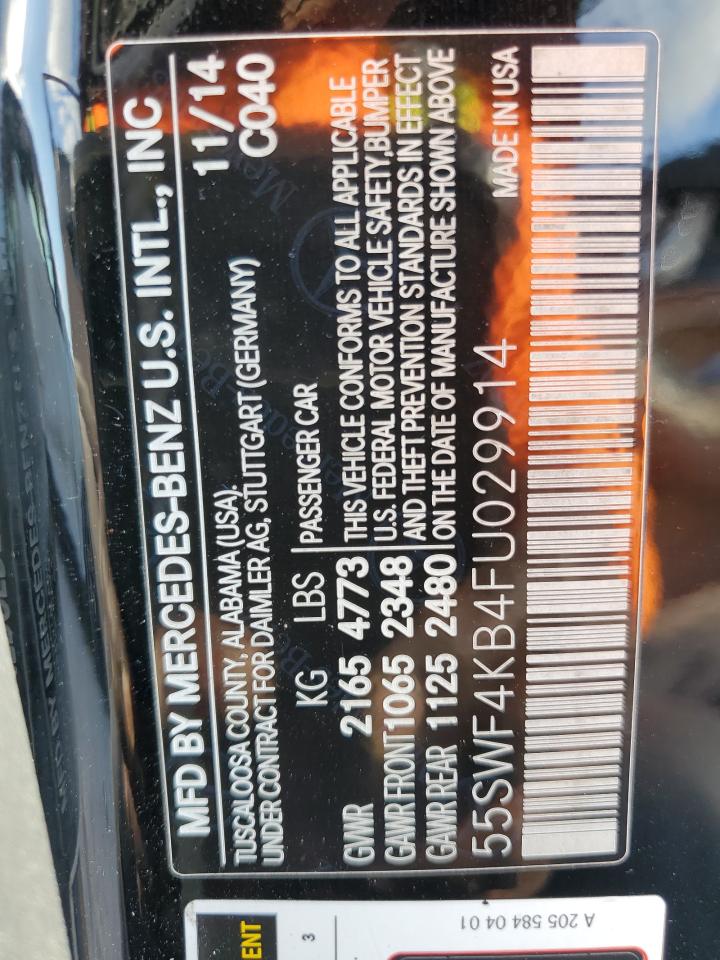 MFD BY MERCEDES-BENZ U.S. INTL., INC
TUSCALOOSA COUNTY, ALABAMA (USA), 11/14
UNDER CONTRACT FOR DAIMLER AG, STUTTGART (GERMANY) C040
KG LBS PASSENGER CAR
GWR 2165 4773 THIS VEHICLE CONFORMS TO ALL APPLICABLE
GAWR FRONT 1065 2348 U.S. FEDERAL MOTOR VEHICLE SAFETY, BUMPER
GAWR REAR 1125 2480 AND THEFT PREVENTION STANDARDS IN EFFECT
ON THE DATE OF MANUFACTURE SHOWN ABOVE
55SWF4KB4FU029914 MADE IN USA
ENT
3
A 205 584 04 01